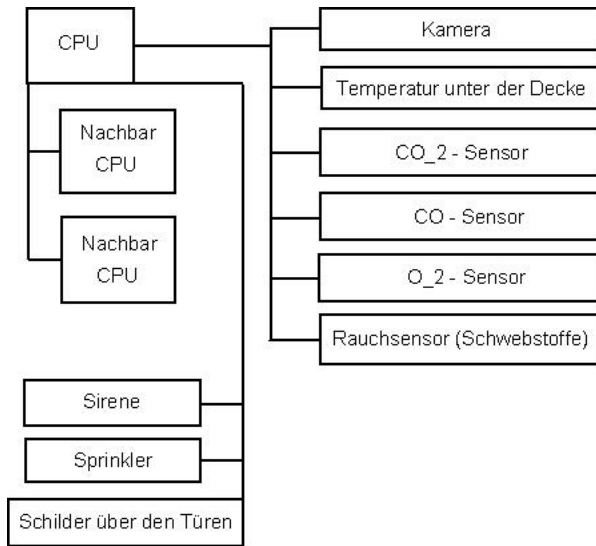 CPU
Nachbar
CPU
Nachbar
CPU
Sirene
Sprinkler
Schilder über den Türen
Kamera
Temperatur unter der Decke
CO_2 - Sensor
CO - Sensor
O_2 - Sensor
Rauchsensor (Schwebstoffe)